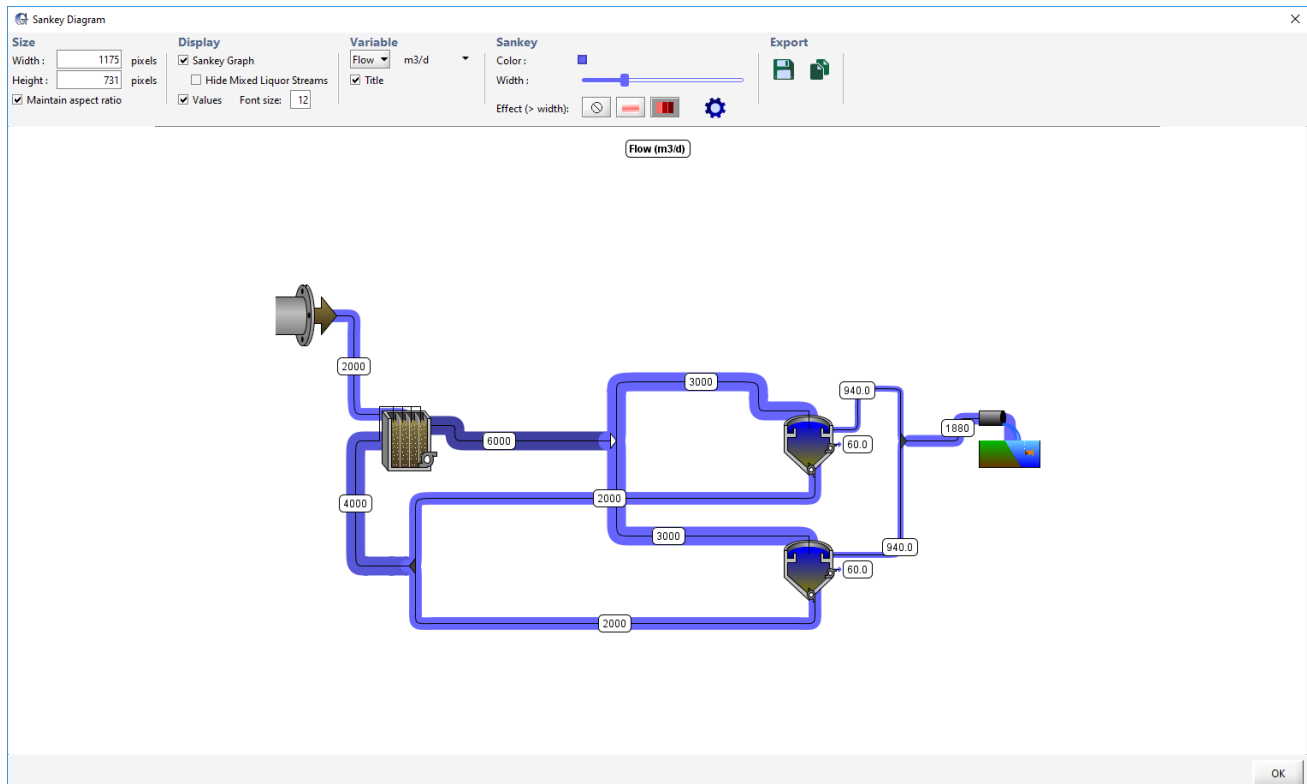 Sankey Diagram
Size
Width : 1175 pixels
Height : 731 pixels
Maintain aspect ratio
Display
Sankey Graph
Hide Mixed Liquor Streams
Values Font size: 12
Variable
Flow m3/d
Title
Sankey
Color :
Width :
Effect (> width):
Export
Flow (m3/d)
2000
3000
940.0
6000
60.0
1880
4000
2000
3000
940.0
60.0
2000
OK